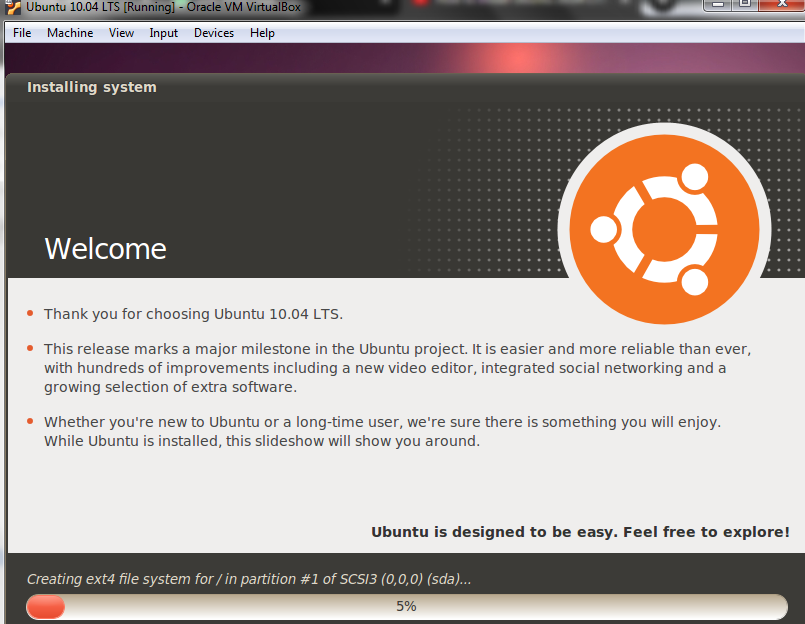 Ubuntu 10.04 LTS [Running] - Oracle VM VirtualBox
File Machine View Input Devices Help
Installing system
Welcome
Thank you for choosing Ubuntu 10.04 LTS.
This release marks a major milestone in the Ubuntu project. It is easier and more reliable than ever,
with hundreds of improvements including a new video editor, integrated social networking and a
growing selection of extra software.
Whether you're new to Ubuntu or a long-time user, we're sure there is something you will enjoy.
While Ubuntu is installed, this slideshow will show you around.
Ubuntu is designed to be easy. Feel free to explore!
Creating ext4 file system for / in partition #1 of SCSI3 (0,0,0) (sda)...
5%